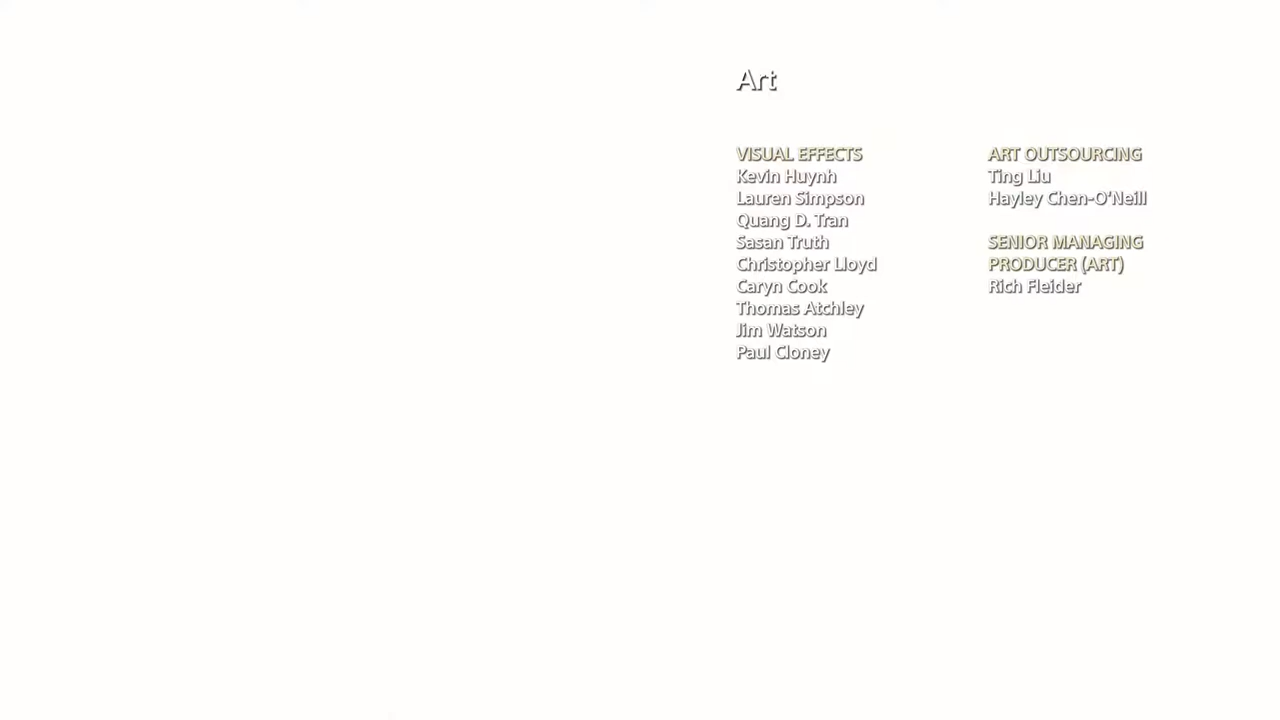 Art
VISUAL EFFECTS
Kevin Huynh
Lauren Simpson
Quang D. Tran
Sasan Truth
Christopher Lloyd
Caryn Cook
Thomas Atchley
Jim Watson
Paul Cloney
ART OUTSOURCING
Ting Liu
Hayley Chen-O'Neill
SENIOR MANAGING
PRODUCER (ART)
Rich Fleider